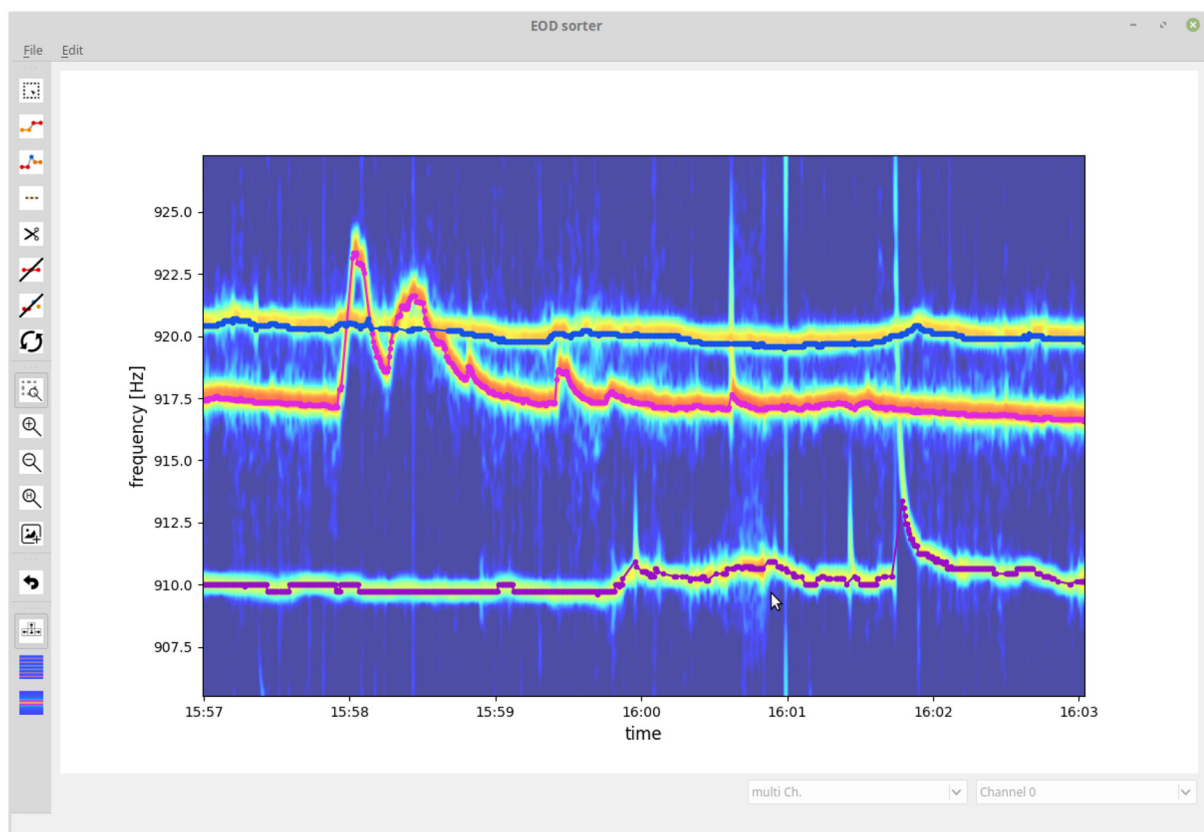 EOD sorter
File Edit
925.0
922.5
920.0
917.5
915.0
912.5
910.0
907.5
frequency [Hz]
15:57 15:58 15:59 16:00 16:01 16:02 16:03
time
multi Ch. Channel 0